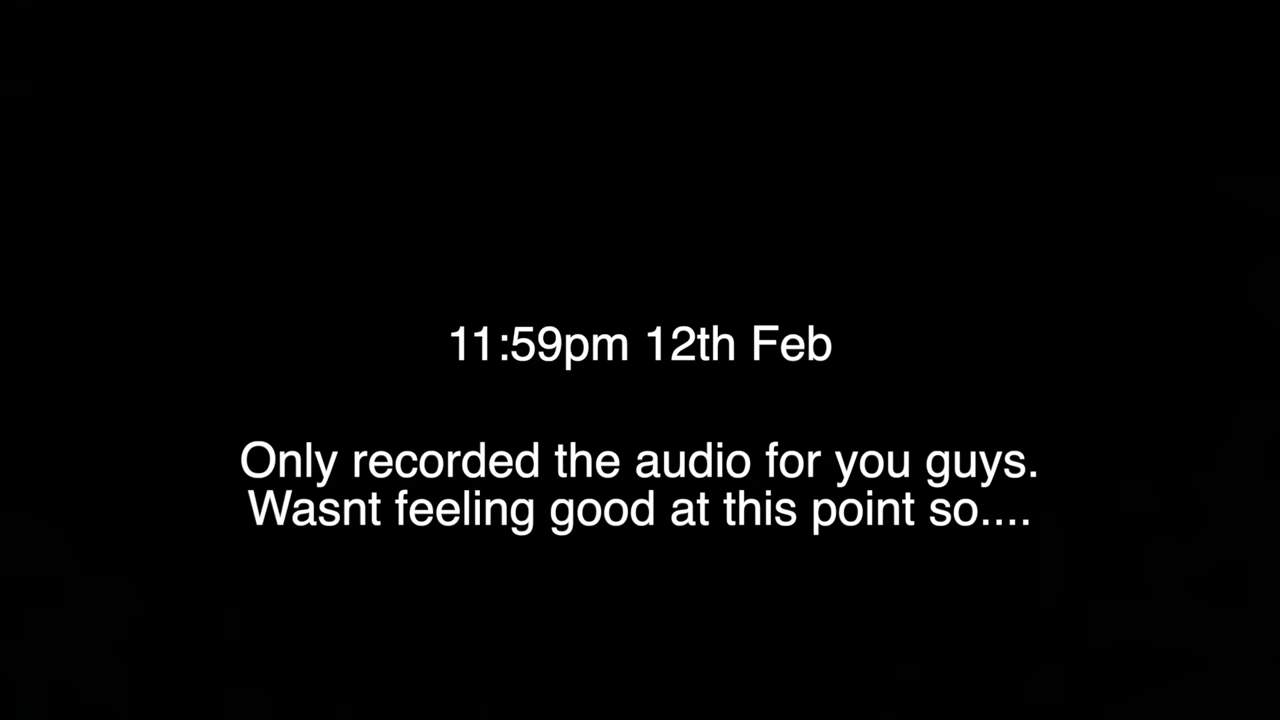 11:59pm 12th Feb
Only recorded the audio for you guys.
Wasnt feeling good at this point so....